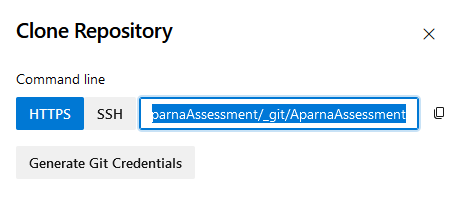 Clone Repository
Command line
HTTPS SSH parnaAssessment/_git/AparnaAssessment
Generate Git Credentials